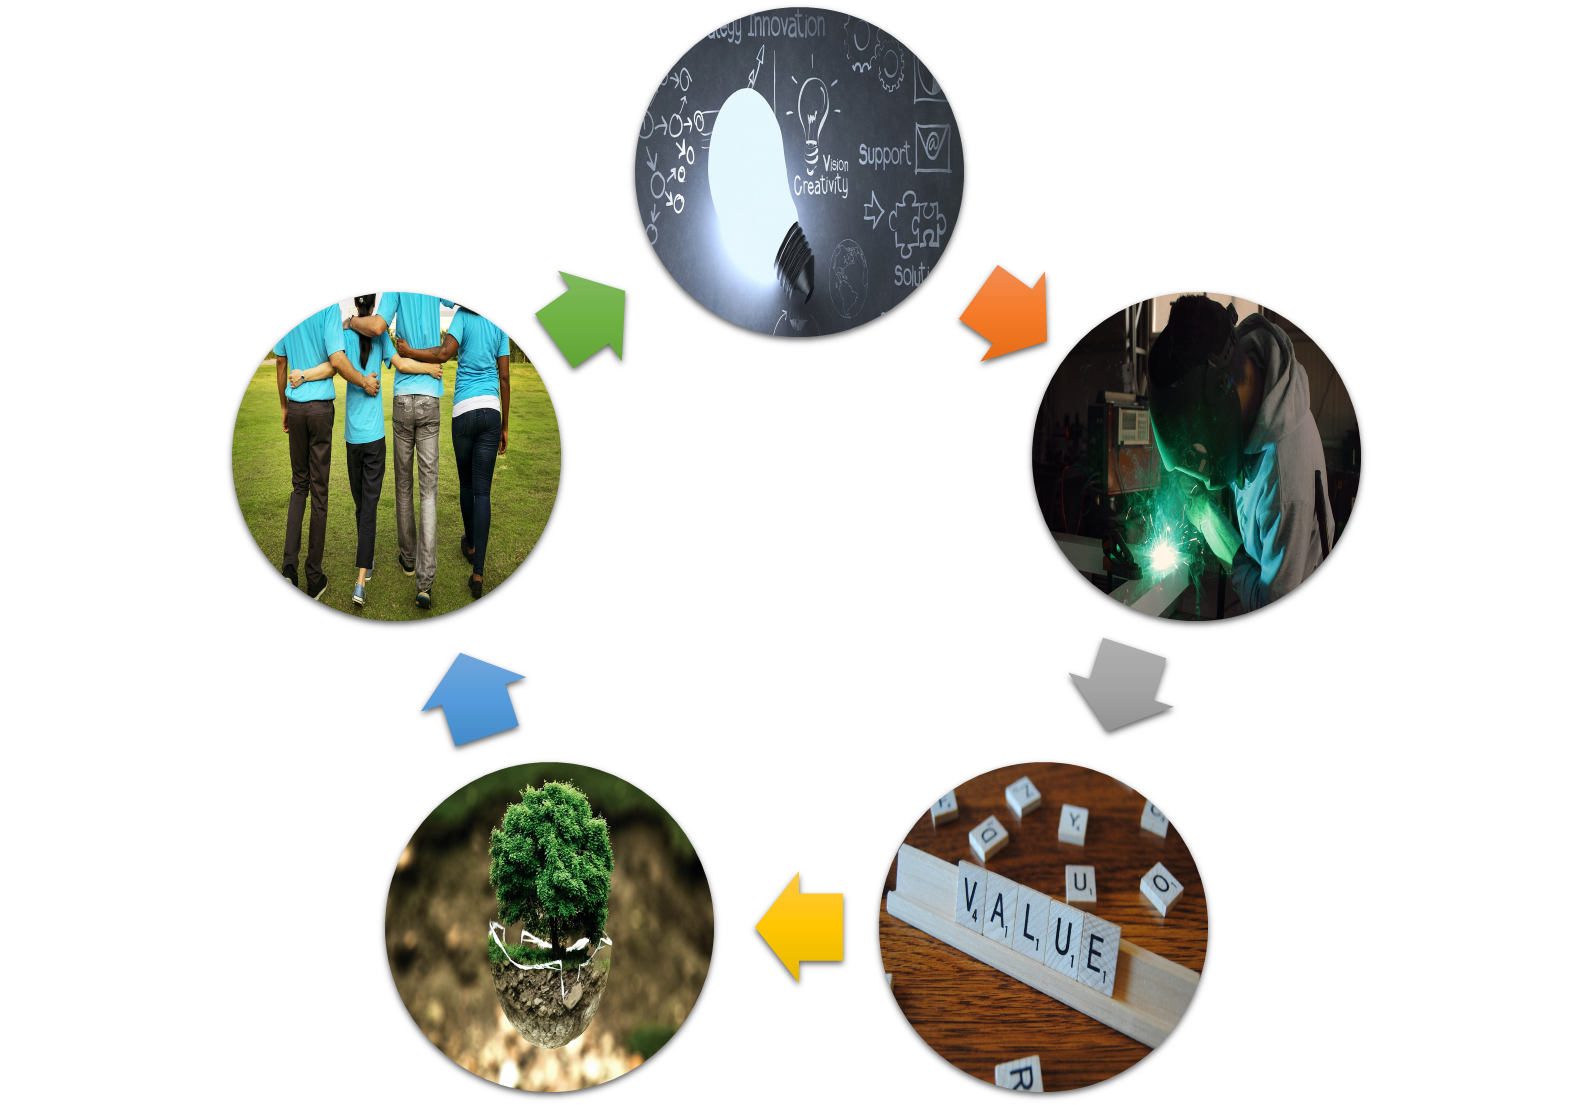 Innovation
Vision
Creativity
Support
@
Z
Y
D
U
O
VALUE
R